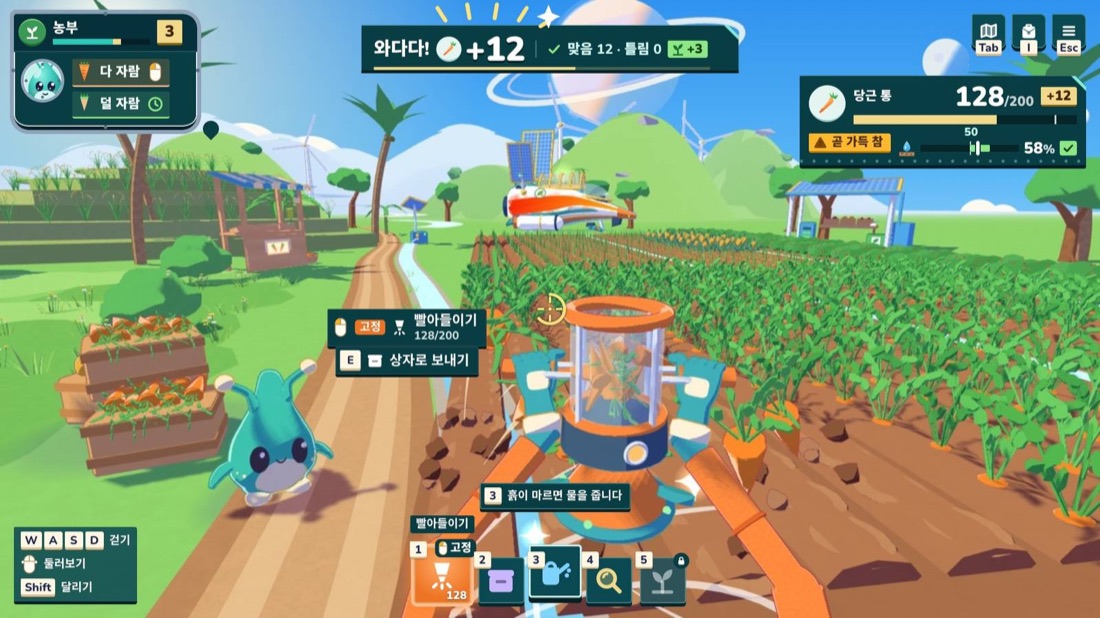 농부
3
다 자람
덜 자람
와다다! +12
맞음 12 · 틀림 0
+3
Tab
I
Esc
당근 통
128/200
+12
곧 가득 참
50
58%
고정
빨아들이기
128/200
E
상자로 보내기
3
흙이 마르면 물을 줍니다
W A S D 걷기
둘러보기
Shift 달리기
빨아들이기
1
고정
128
2
3
4
5